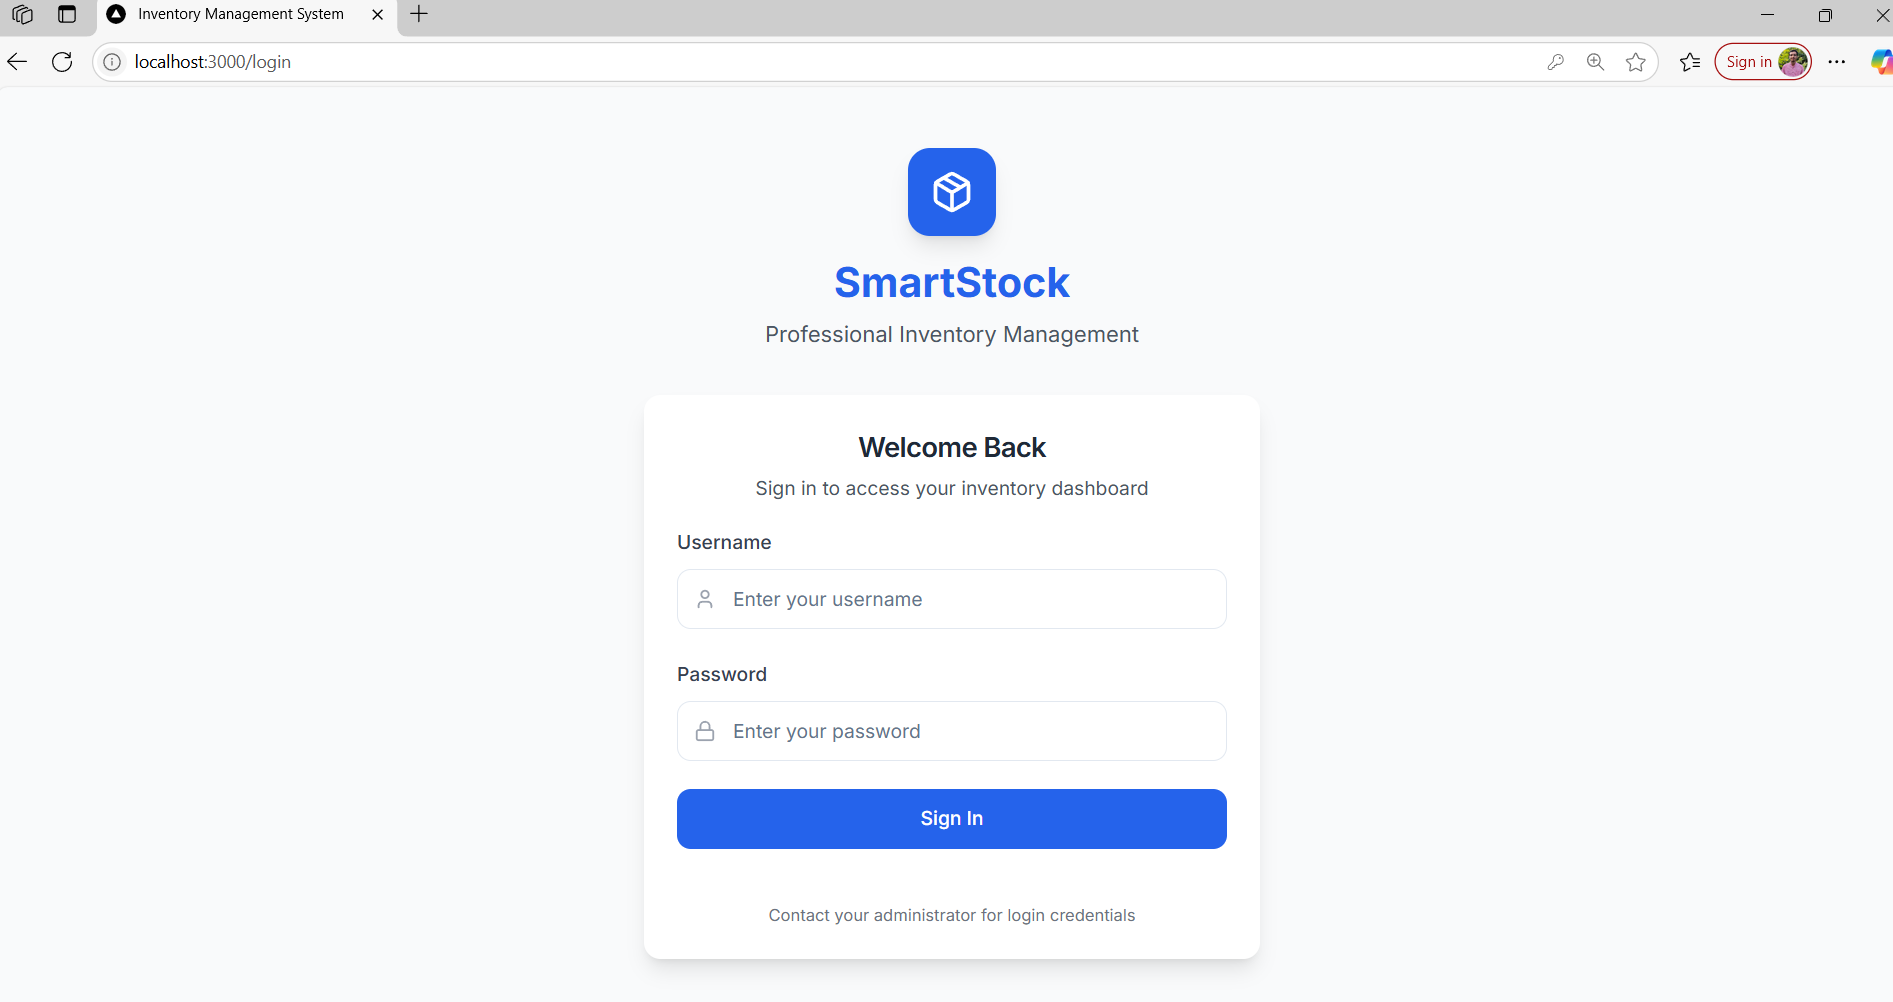 Inventory Management System
localhost:3000/login
Sign in
SmartStock
Professional Inventory Management
Welcome Back
Sign in to access your inventory dashboard
Username
Enter your username
Password
Enter your password
Sign In
Contact your administrator for login credentials